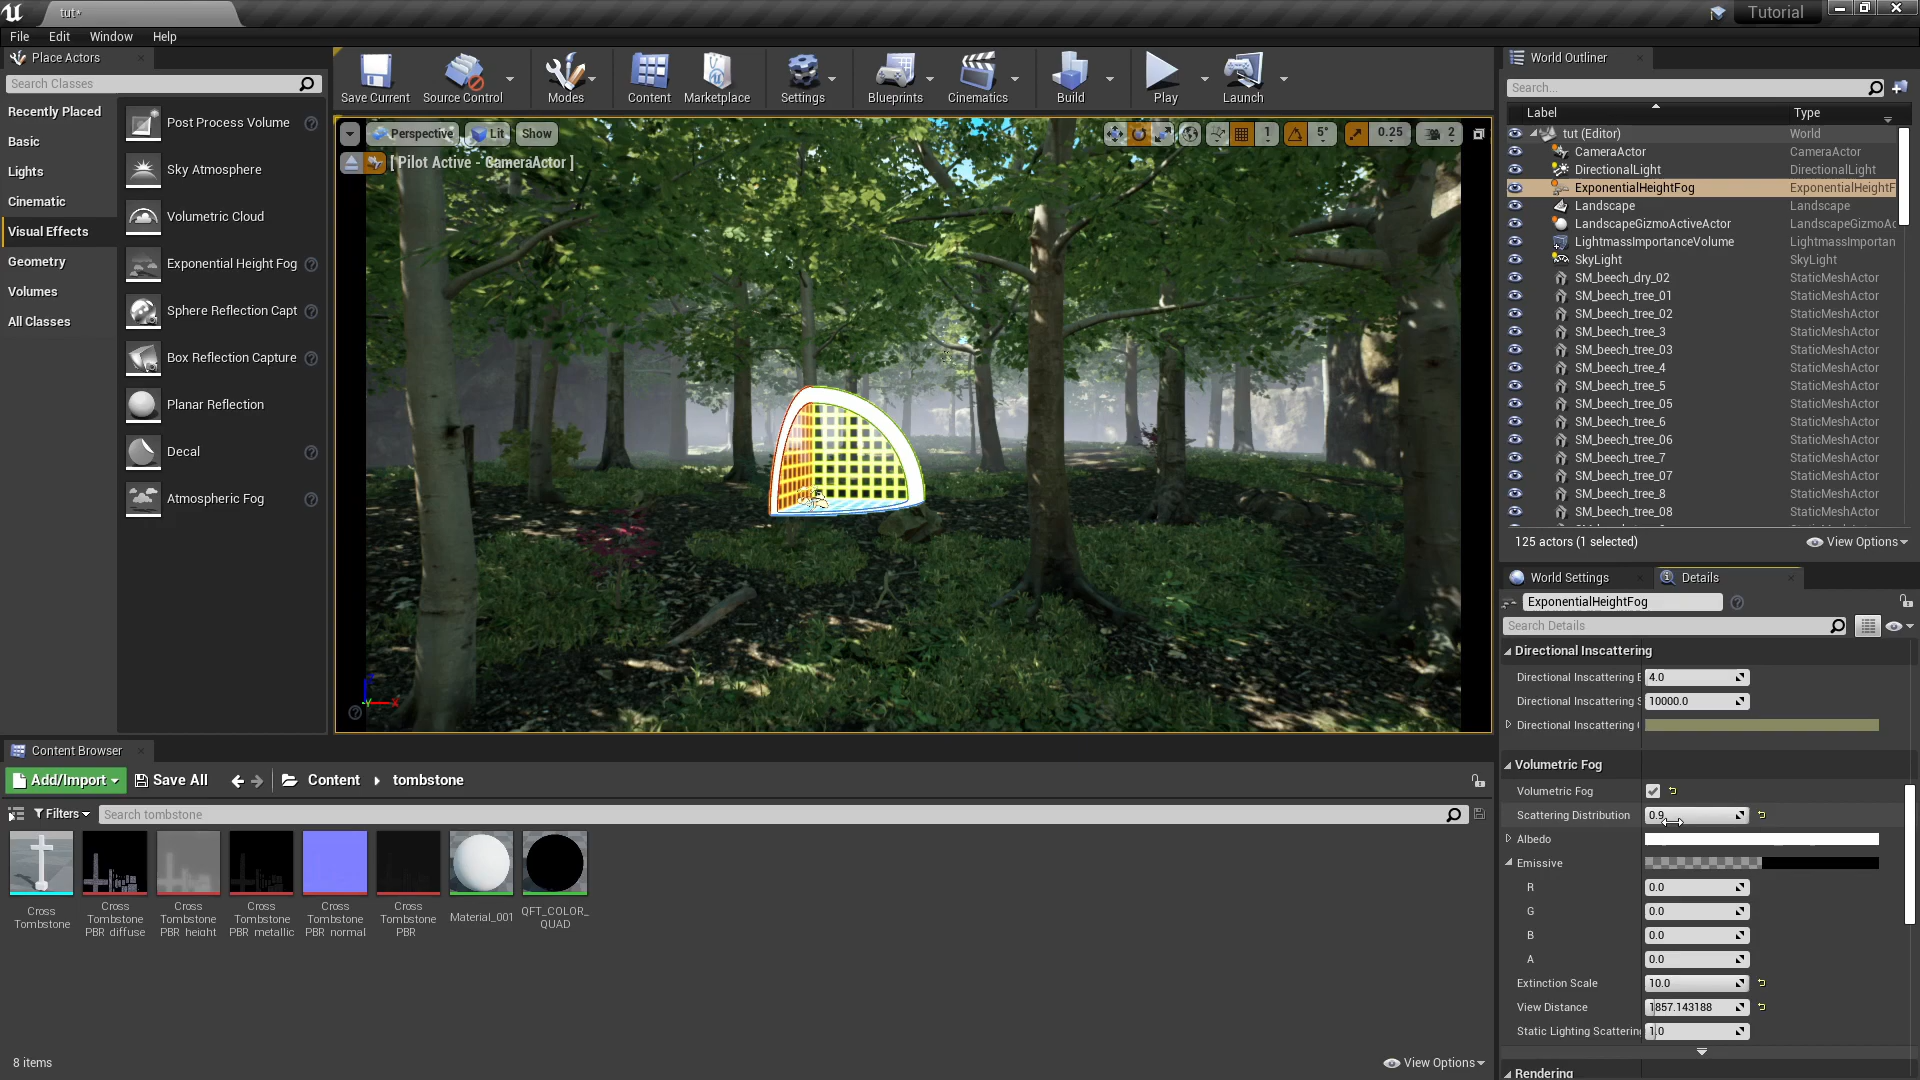 tut*
Tutorial
File Edit Window Help
Place Actors
Search Classes
Recently Placed
Basic
Lights
Cinematic
Visual Effects
Geometry
Volumes
All Classes
Post Process Volume
Sky Atmosphere
Volumetric Cloud
Exponential Height Fog
Sphere Reflection Capt
Box Reflection Capture
Planar Reflection
Decal
Atmospheric Fog
Save Current
Source Control
Modes
Content
Marketplace
Settings
Blueprints
Cinematics
Build
Play
Launch
Perspective Lit Show
1 5° 0.25 2
[ Pilot Active - CameraActor ]
World Outliner
Search...
Label Type
tut (Editor) World
CameraActor CameraActor
DirectionalLight DirectionalLight
ExponentialHeightFog ExponentialHeightF
Landscape Landscape
LandscapeGizmoActiveActor LandscapeGizmoAc
LightmassImportanceVolume LightmassImportan
SkyLight SkyLight
SM_beech_dry_02 StaticMeshActor
SM_beech_tree_01 StaticMeshActor
SM_beech_tree_02 StaticMeshActor
SM_beech_tree_3 StaticMeshActor
SM_beech_tree_03 StaticMeshActor
SM_beech_tree_4 StaticMeshActor
SM_beech_tree_5 StaticMeshActor
SM_beech_tree_05 StaticMeshActor
SM_beech_tree_6 StaticMeshActor
SM_beech_tree_06 StaticMeshActor
SM_beech_tree_7 StaticMeshActor
SM_beech_tree_07 StaticMeshActor
SM_beech_tree_8 StaticMeshActor
SM_beech_tree_08 StaticMeshActor
125 actors (1 selected) View Options
World Settings Details
ExponentialHeightFog
Search Details
Directional Inscattering
Directional Inscattering E 4.0
Directional Inscattering S 10000.0
Directional Inscattering
Volumetric Fog
Volumetric Fog
Scattering Distribution 0.9
Albedo
Emissive
R 0.0
G 0.0
B 0.0
A 0.0
Extinction Scale 10.0
View Distance 1857.143188
Static Lighting Scattering 1.0
Rendering
Content Browser
Add/Import Save All Content tombstone
Filters Search tombstone
Cross
Tombstone
Cross
Tombstone
PBR_diffuse
Cross
Tombstone
PBR_height
Cross
Tombstone
PBR_metallic
Cross
Tombstone
PBR_normal
Cross
Tombstone
PBR
Material_001
QFT_COLOR_
QUAD
8 items View Options